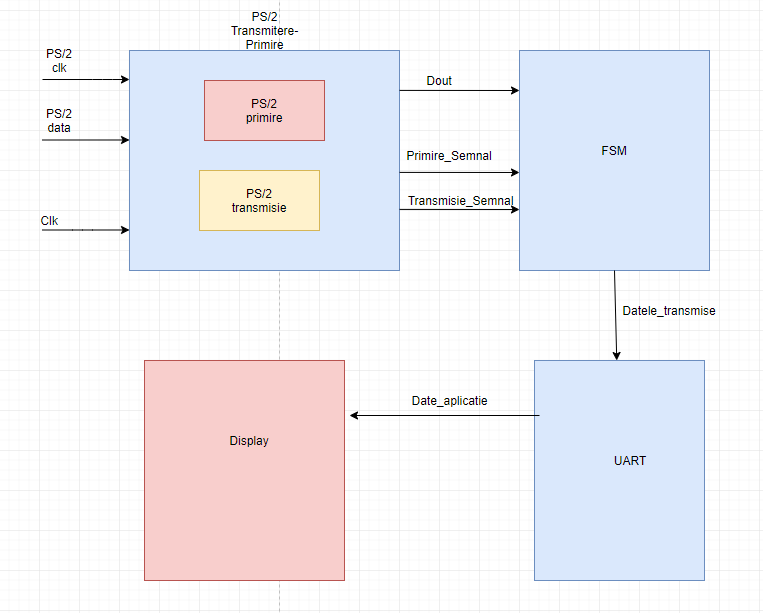 PS/2
Transmitere-
Primire
PS/2
clk
PS/2
data
Clk
PS/2
primire
PS/2
transmisie
Dout
Primire_Semnal
Transmisie_Semnal
FSM
Datele_transmise
Date_aplicatie
Display
UART